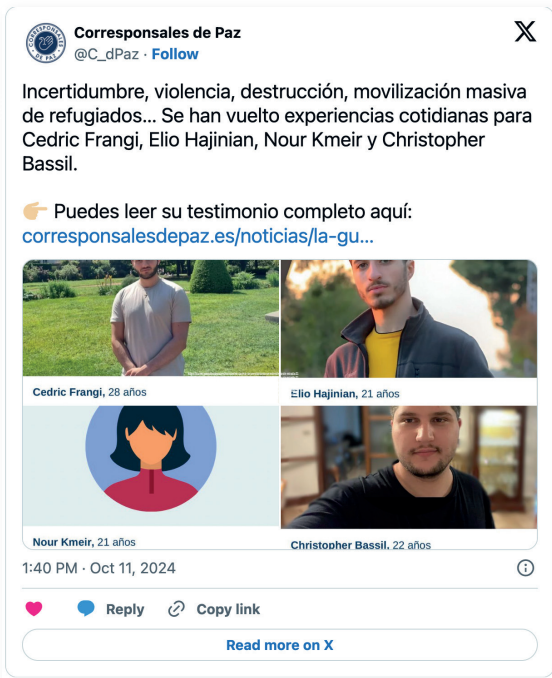 Corresponsales de Paz
@C_dPaz · Follow
Incertidumbre, violencia, destrucción, movilización masiva
de refugiados... Se han vuelto experiencias cotidianas para
Cedric Frangi, Elio Hajinian, Nour Kmeir y Christopher
Bassil.
👉🏼 Puedes leer su testimonio completo aquí:
corresponsalesdepaz.es/noticias/la-gu...
Cedric Frangi, 28 años
Elio Hajinian, 21 años
Nour Kmeir, 21 años
Christopher Bassil, 22 años
1:40 PM · Oct 11, 2024
Reply
Copy link
Read more on X